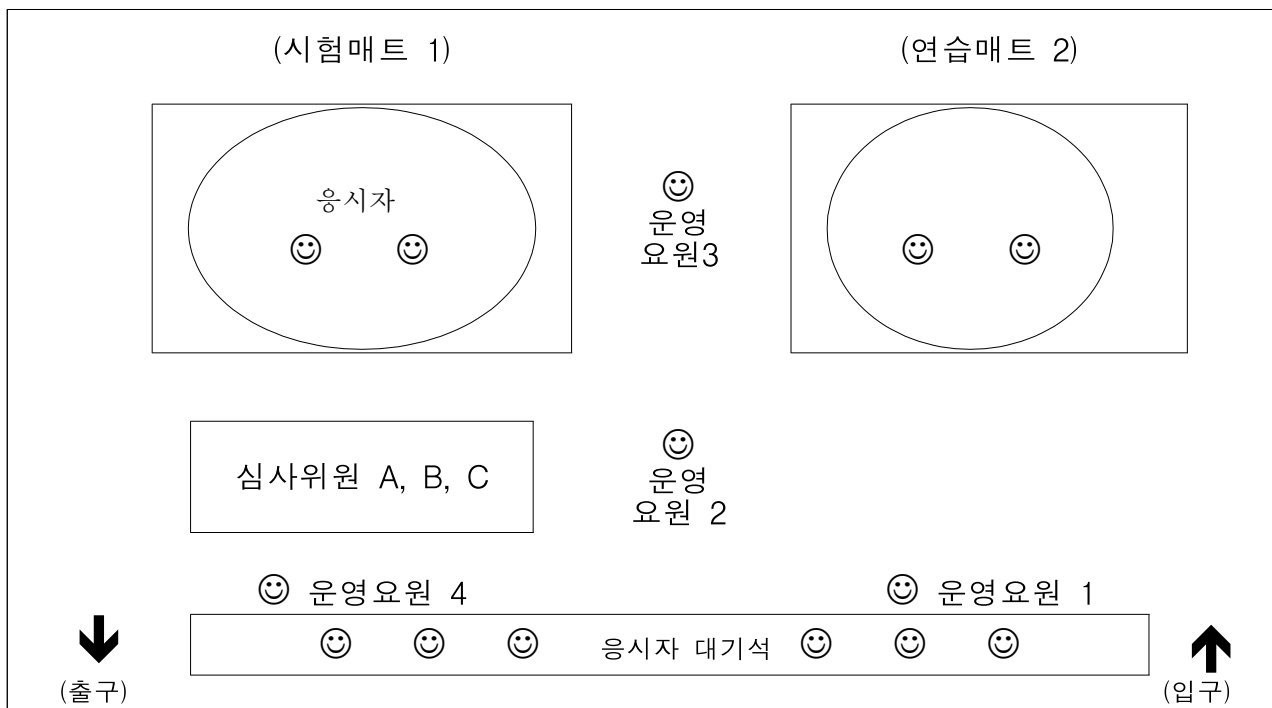 (시험매트 1)
(연습매트 2)
응시자
운영
요원3
심사위원 A, B, C
운영
요원 2
운영요원 4
운영요원 1
응시자 대기석
(출구)
(입구)